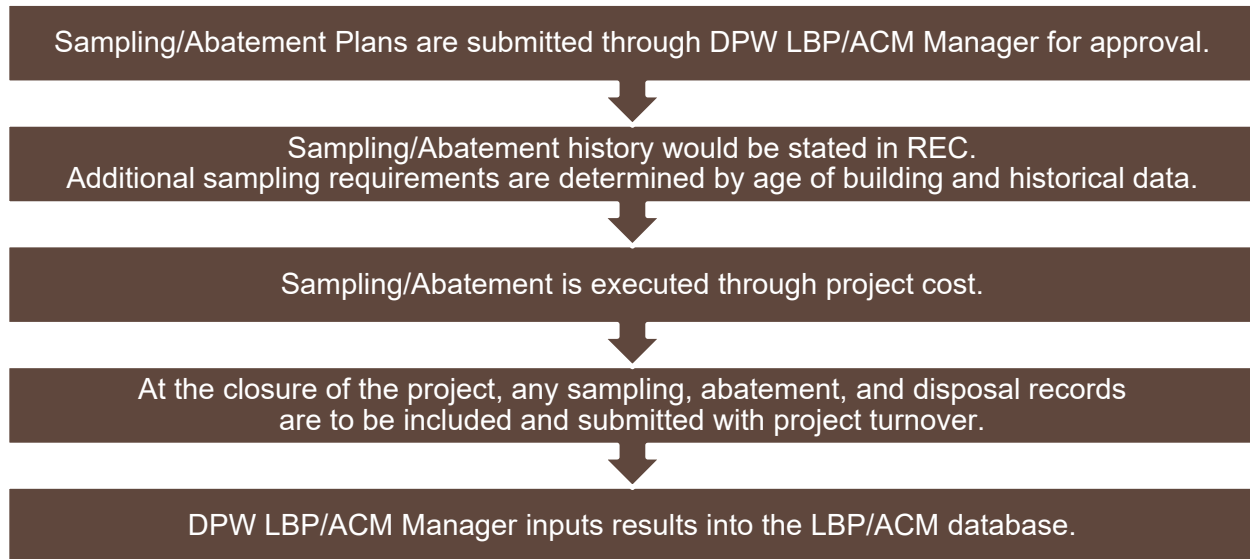 Sampling/Abatement Plans are submitted through DPW LBP/ACM Manager for approval.
Sampling/Abatement history would be stated in REC.
Additional sampling requirements are determined by age of building and historical data.
Sampling/Abatement is executed through project cost.
At the closure of the project, any sampling, abatement, and disposal records
are to be included and submitted with project turnover.
DPW LBP/ACM Manager inputs results into the LBP/ACM database.